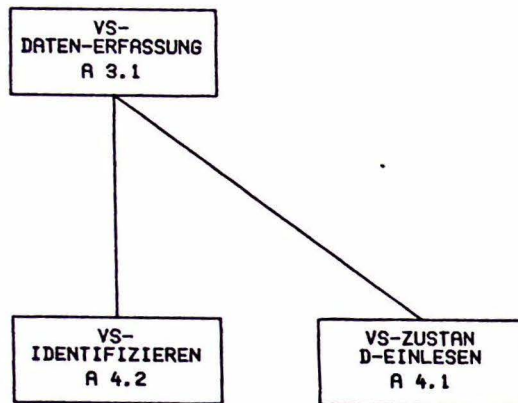 VS-
DATEN-ERFASSUNG
A 3.1
VS-
IDENTIFIZIEREN
A 4.2
VS-ZUSTAN
D-EINLESEN
A 4.1